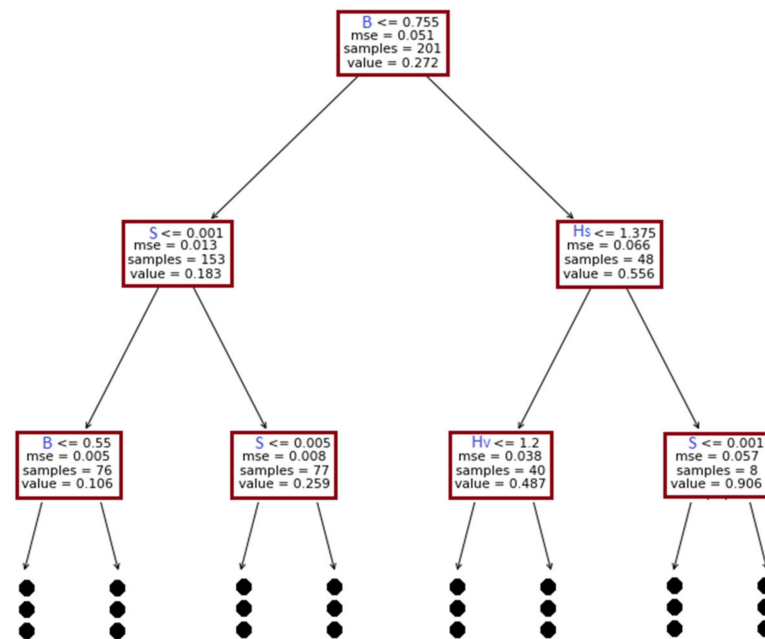 B <= 0.755
mse = 0.051
samples = 201
value = 0.272
S <= 0.001
mse = 0.013
samples = 153
value = 0.183
Hs <= 1.375
mse = 0.066
samples = 48
value = 0.556
B <= 0.55
mse = 0.005
samples = 76
value = 0.106
S <= 0.005
mse = 0.008
samples = 77
value = 0.259
Hv <= 1.2
mse = 0.038
samples = 40
value = 0.487
S <= 0.001
mse = 0.057
samples = 8
value = 0.906